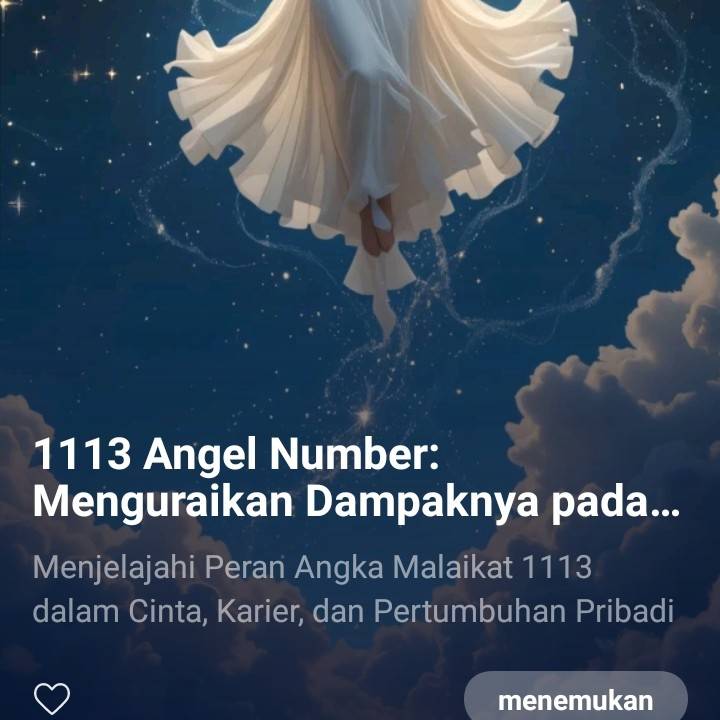 1113 Angel Number:
Menguraikan Dampaknya pada...
Menjelajahi Peran Angka Malaikat 1113
dalam Cinta, Karier, dan Pertumbuhan Pribadi
menemukan